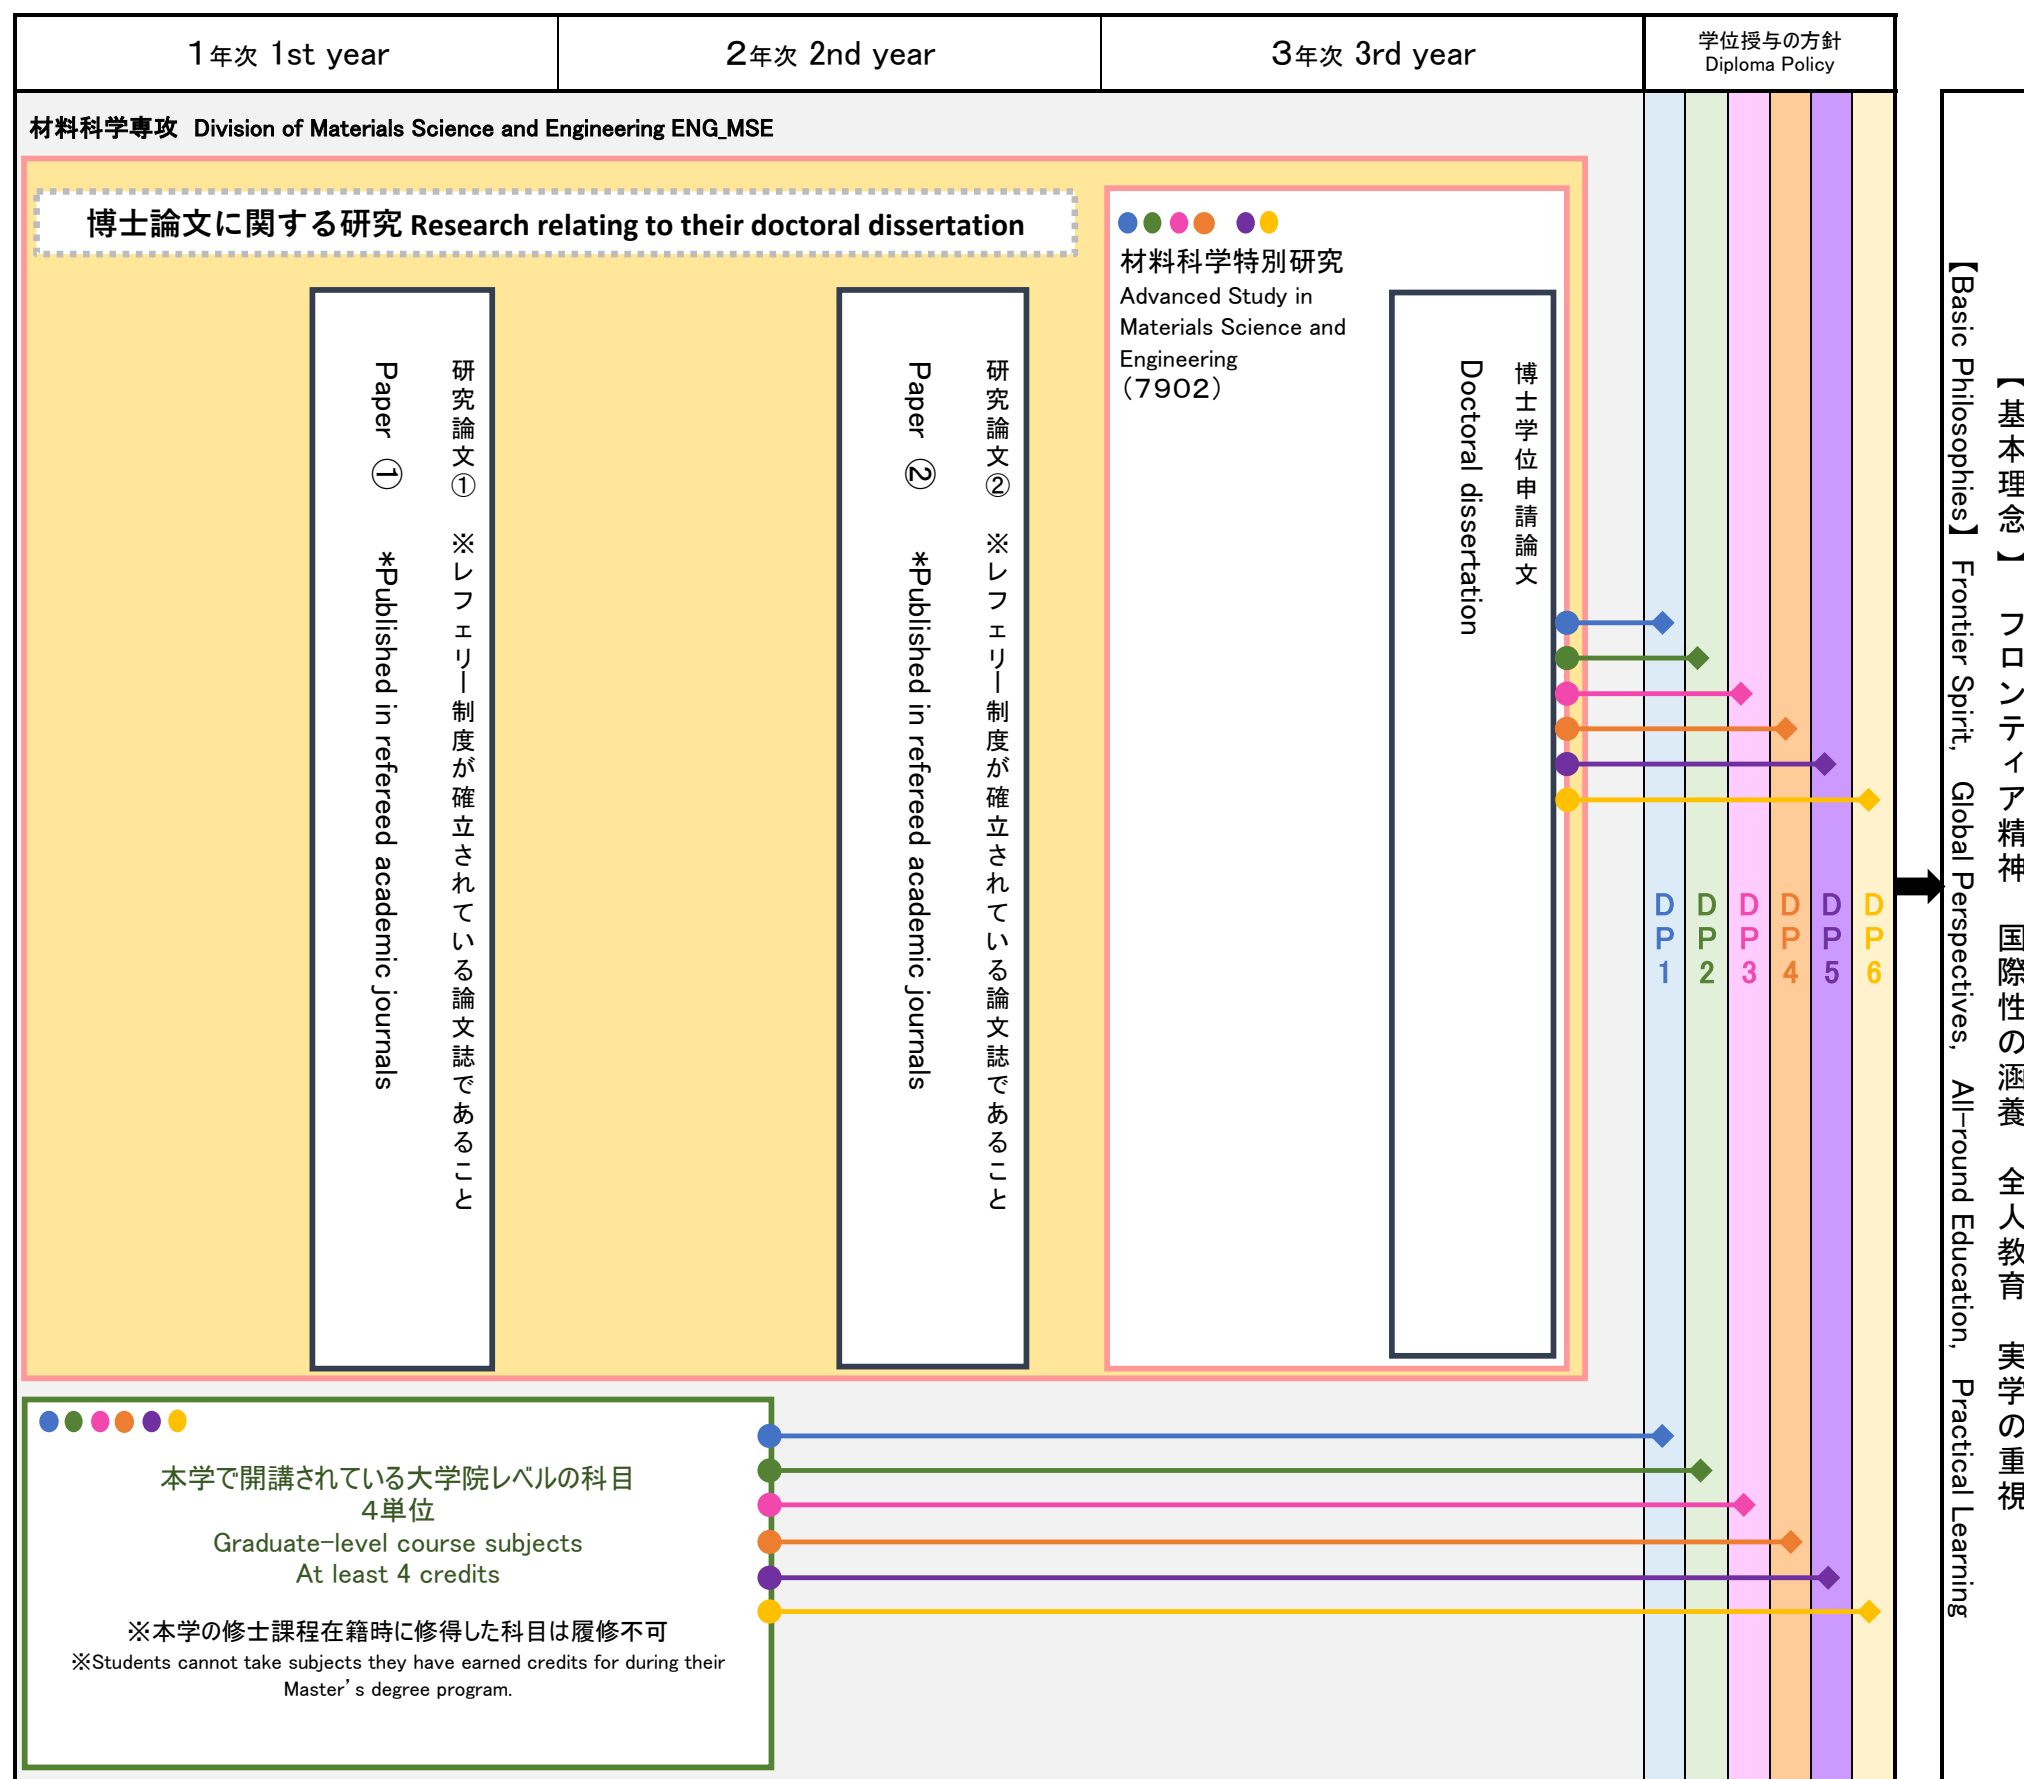 1年次 1st year
2年次 2nd year
3年次 3rd year
学位授与の方針
Diploma Policy
材料科学専攻 Division of Materials Science and Engineering ENG_MSE
博士論文に関する研究 Research relating to their doctoral dissertation
研究論文① ※レフェリー制度が確立されている論文誌であること
Paper ① *Published in refereed academic journals
研究論文② ※レフェリー制度が確立されている論文誌であること
Paper ② *Published in refereed academic journals
材料科学特別研究
Advanced Study in
Materials Science and
Engineering
(7902)
博士学位申請論文
Doctoral dissertation
DP1
DP2
DP3
DP4
DP5
DP6
本学で開講されている大学院レベルの科目
4単位
Graduate-level course subjects
At least 4 credits
※本学の修士課程在籍時に修得した科目は履修不可
※Students cannot take subjects they have earned credits for during their
Master's degree program.
【基本理念】 フロンティア精神 国際性の涵養 全人教育 実学の重視
【Basic Philosophies】 Frontier Spirit, Global Perspectives, All-round Education, Practical Learning